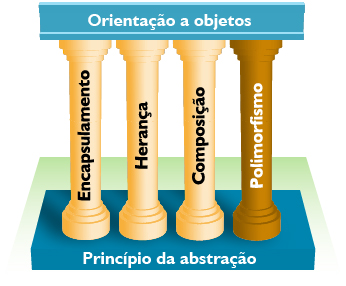 Orientação a objetos
Encapsulamento
Herança
Composição
Polimorfismo
Princípio da abstração